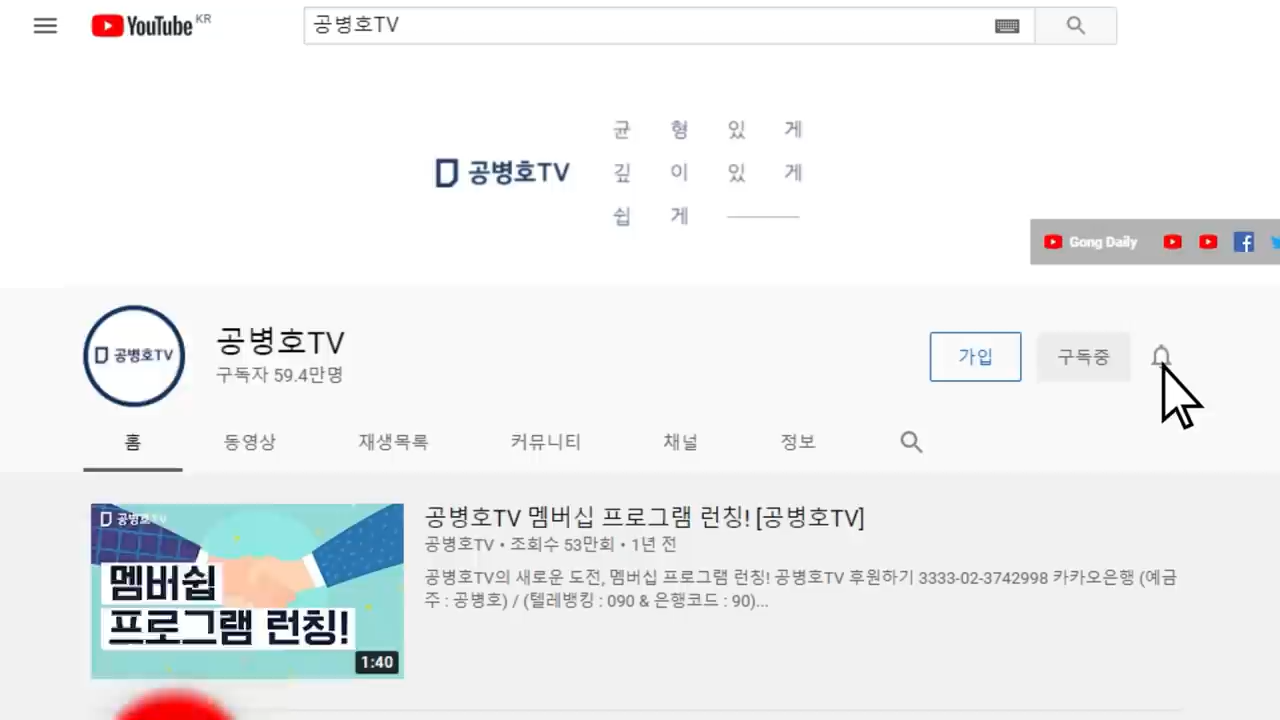 YouTube KR
공병호TV
균 형 있 게
공병호TV
깊 이 있 게
쉽 게
Gong Daily
공병호TV
공병호TV
구독자 59.4만명
가입
구독중
홈
동영상
재생목록
커뮤니티
채널
정보
공병호TV
멤버쉽
프로그램 런칭!
1:40
공병호TV 멤버십 프로그램 런칭! [공병호TV]
공병호TV • 조회수 53만회 • 1년 전
공병호TV의 새로운 도전, 멤버십 프로그램 런칭! 공병호TV 후원하기 3333-02-3742998 카카오은행 (예금
주 : 공병호) / (텔레뱅킹 : 090 & 은행코드 : 90)...